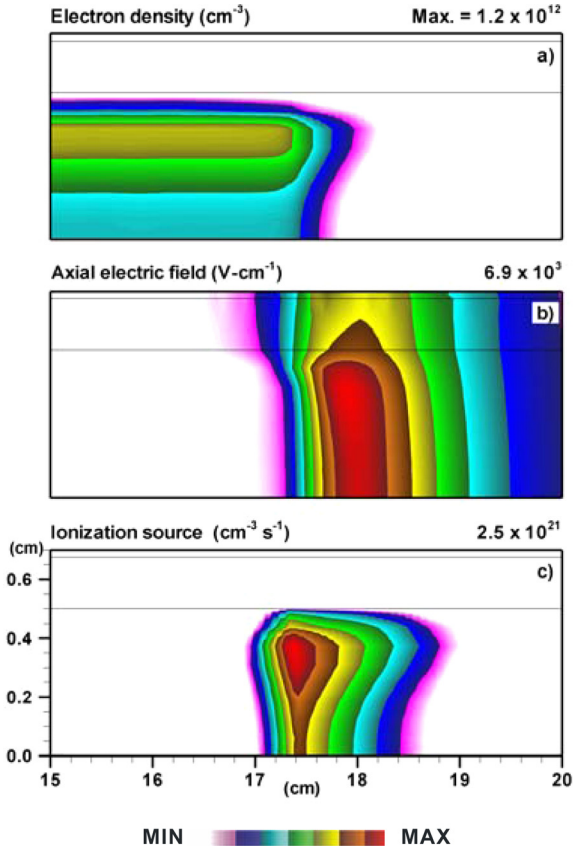 Electron density (cm⁻³) Max. = 1.2 x 10¹²
a)
Axial electric field (V-cm⁻¹) 6.9 x 10³
b)
Ionization source (cm⁻³ s⁻¹) 2.5 x 10²¹
(cm)
c)
0.6
0.4
0.2
0.0
15 16 17 18 19 20
(cm)
MIN MAX